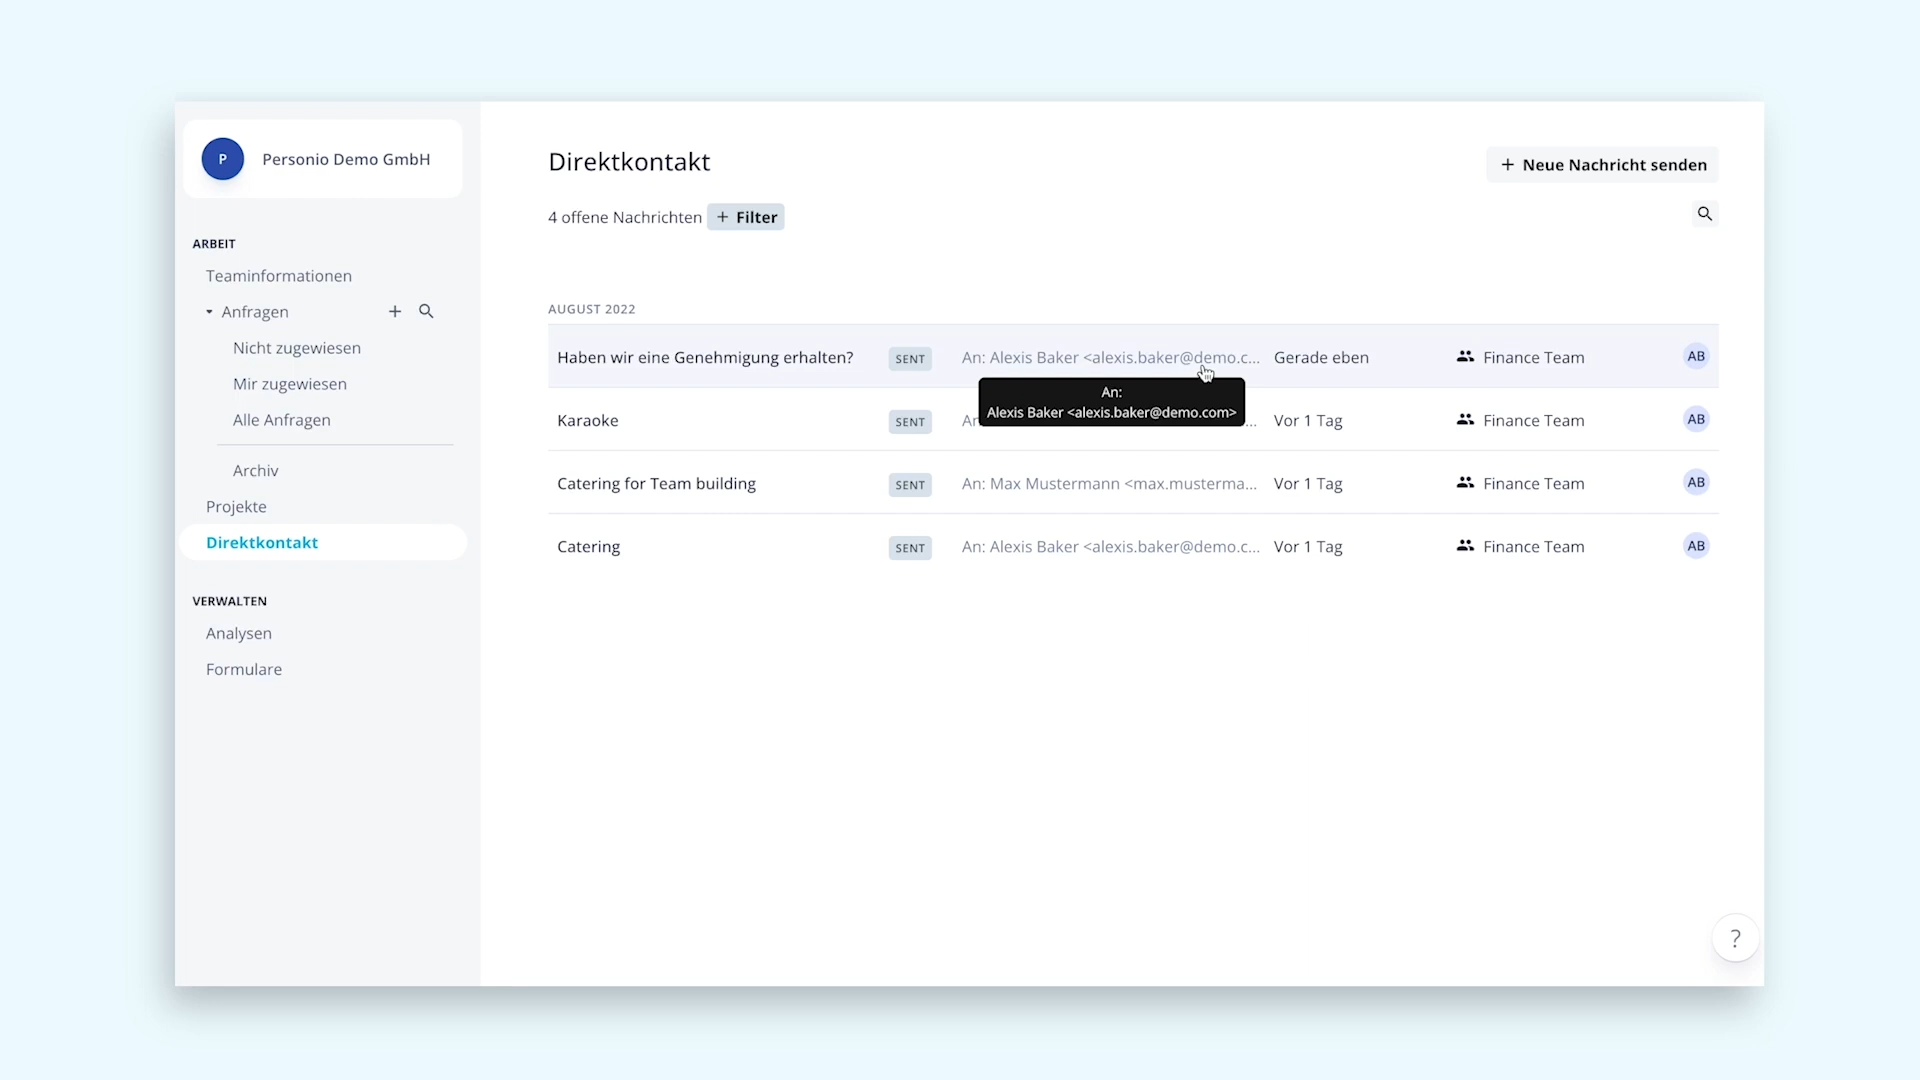 P
Personio Demo GmbH
ARBEIT
Teaminformationen
Anfragen
Nicht zugewiesen
Mir zugewiesen
Alle Anfragen
Archiv
Projekte
Direktkontakt
VERWALTEN
Analysen
Formulare
Direktkontakt
+ Neue Nachricht senden
4 offene Nachrichten + Filter
AUGUST 2022
Haben wir eine Genehmigung erhalten? SENT An: Alexis Baker <alexis.baker@demo.c... Gerade eben Finance Team AB
An:
Alexis Baker <alexis.baker@demo.com>
Karaoke SENT Vor 1 Tag Finance Team AB
Catering for Team building SENT An: Max Mustermann <max.musterma... Vor 1 Tag Finance Team AB
Catering SENT An: Alexis Baker <alexis.baker@demo.c... Vor 1 Tag Finance Team AB
?